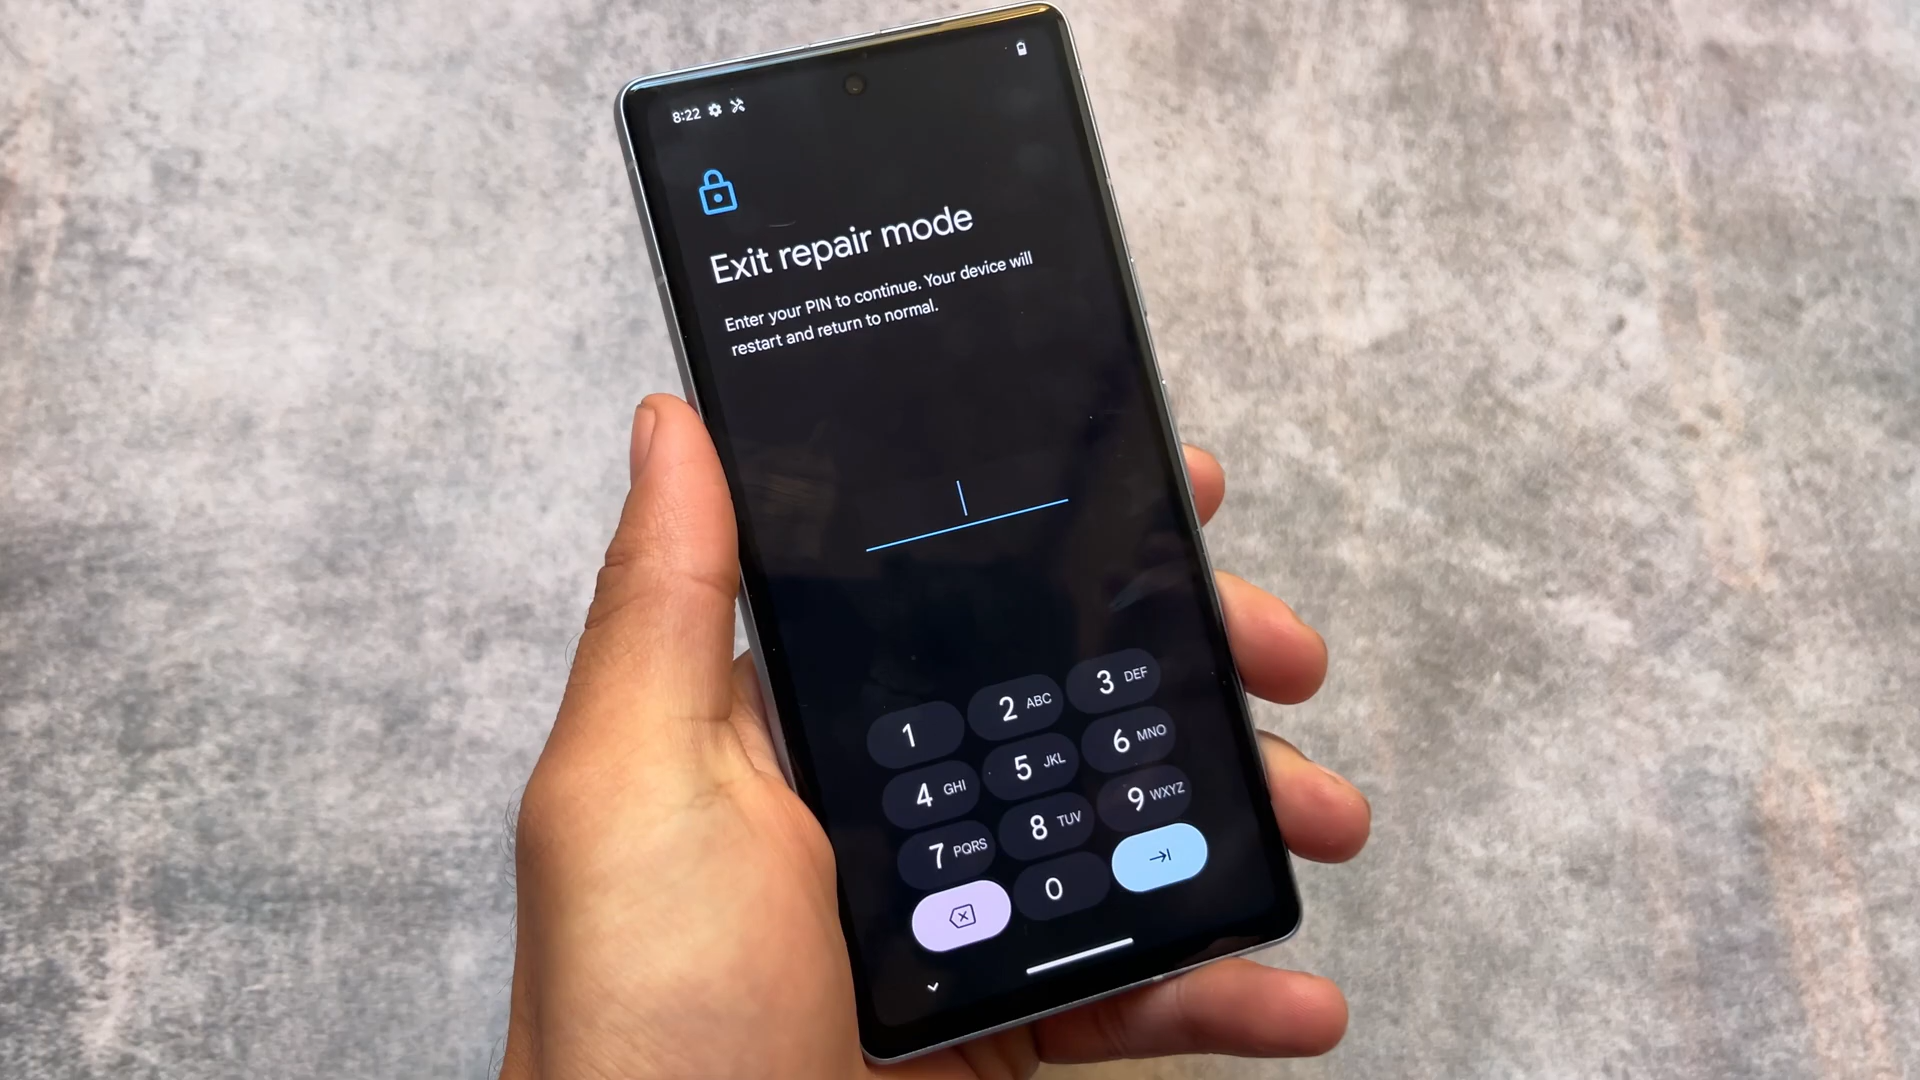 8:22
Exit repair mode
Enter your PIN to continue. Your device will
restart and return to normal.
1
2 ABC
3 DEF
4 GHI
5 JKL
6 MNO
7 PQRS
8 TUV
9 WXYZ
0